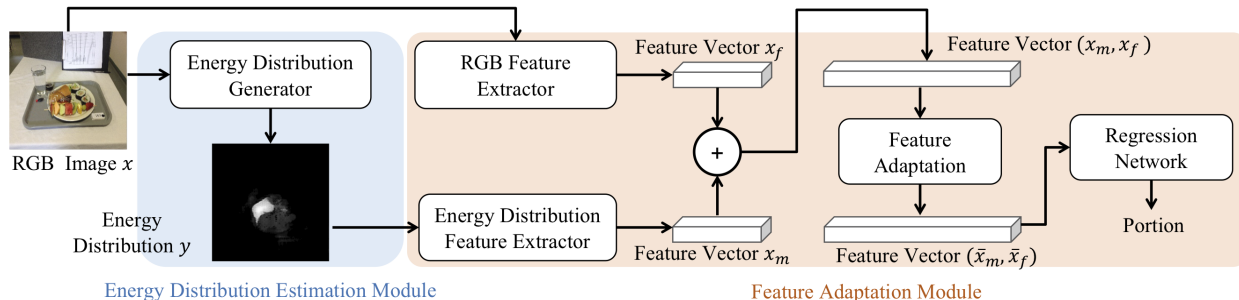 RGB Image x
Energy Distribution
Generator
Energy
Distribution y
Energy Distribution Estimation Module
RGB Feature
Extractor
Feature Vector x_f
+
Energy Distribution
Feature Extractor
Feature Vector x_m
Feature Vector (x_m, x_f)
Feature
Adaptation
Feature Vector (x̄_m, x̄_f)
Regression
Network
Portion
Feature Adaptation Module